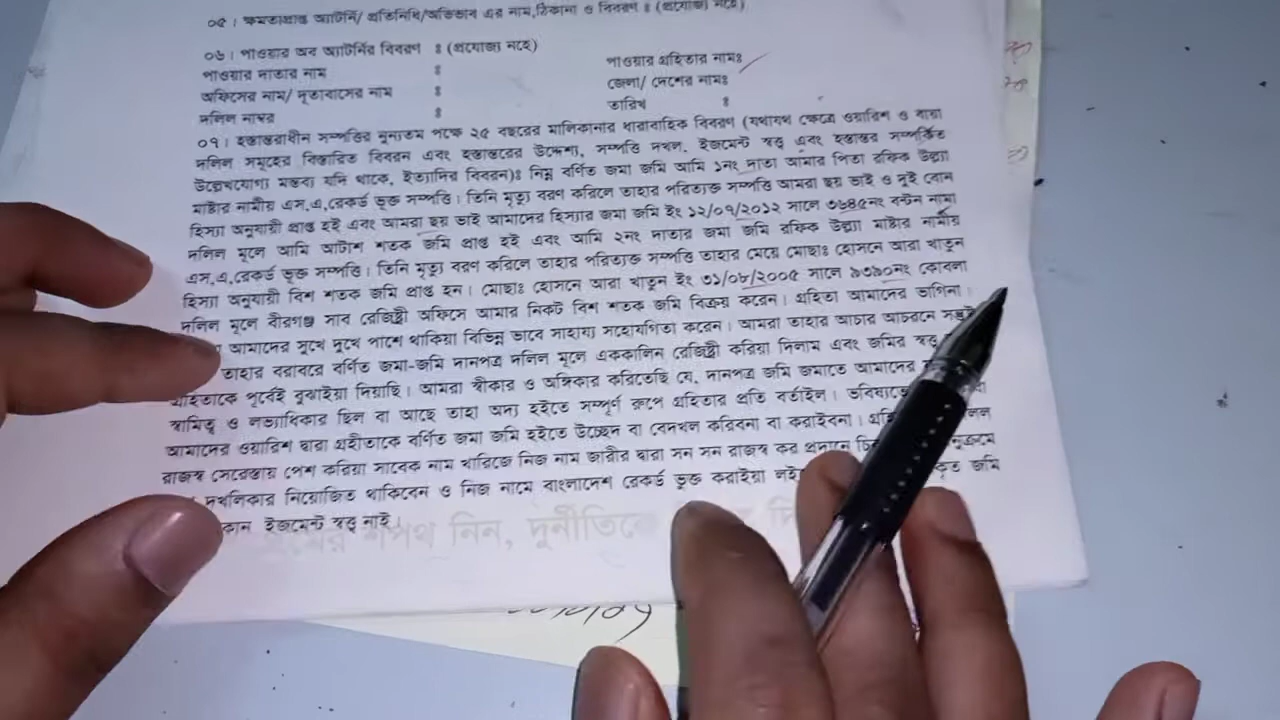 ০৫। ক্ষমতাপ্রাপ্ত অ্যাটর্নি/ প্রতিনিধি/অভিভাব এর নাম,ঠিকানা ও বিবরণ ঃ (প্রযোজ্য নহে)
০৬। পাওয়ার অব অ্যাটর্নির বিবরণ ঃ (প্রযোজ্য নহে)
পাওয়ার দাতার নাম ঃ পাওয়ার গ্রহিতার নামঃ
অফিসের নাম/ দূতাবাসের নাম ঃ জেলা/ দেশের নামঃ
দলিল নাম্বর ঃ তারিখ ঃ
০৭। হস্তান্তরাধীন সম্পত্তির নুন্যতম পক্ষে ২৫ বছরের মালিকানার ধারাবাহিক বিবরণ (যথাযথ ক্ষেত্রে ওয়ারিশ ও বায়া
দলিল সমূহের বিস্তারিত বিবরন এবং হস্তান্তরের উদ্দেশ্য, সম্পত্তি দখল, ইজমেন্ট স্বত্ব এবং হস্তান্তর সম্পর্কিত
উল্লেখযোগ্য মন্তব্য যদি থাকে, ইত্যাদির বিবরন)ঃ নিম্ন বর্ণিত জমা জমি আমি ১নং দাতা আমার পিতা রফিক উল্ল্যা
মাষ্টার নামীয় এস,এ,রেকর্ড ভূক্ত সম্পত্তি। তিনি মৃত্যু বরণ করিলে তাহার পরিত্যক্ত সম্পত্তি আমরা ছয় ভাই ও দুই বোন
হিস্যা অনুযায়ী প্রাপ্ত হই এবং আমরা ছয় ভাই আমাদের হিস্যার জমা জমি ইং ১২/০৭/২০১২ সালে ৩৬৪৫নং বন্টন নামা
দলিল মূলে আমি আটাশ শতক জমি প্রাপ্ত হই এবং আমি ২নং দাতার জমা জমি রফিক উল্ল্যা মাষ্টার নামীয়
এস,এ,রেকর্ড ভূক্ত সম্পত্তি। তিনি মৃত্যু বরণ করিলে তাহার পরিত্যক্ত সম্পত্তি তাহার মেয়ে মোছাঃ হোসনে আরা খাতুন
হিস্যা অনুযায়ী বিশ শতক জমি প্রাপ্ত হন। মোছাঃ হোসনে আরা খাতুন ইং ৩১/০৮/২০০৫ সালে ৯৩৯০নং কোবলা
দলিল মূলে বীরগঞ্জ সাব রেজিষ্ট্রী অফিসে আমার নিকট বিশ শতক জমি বিক্রয় করেন। গ্রহিতা আমাদের ভাগিনা।
আমাদের সুখে দুখে পাশে থাকিয়া বিভিন্ন ভাবে সাহায্য সহোযগিতা করেন। আমরা তাহার আচার আচরনে
তাহার বরাবরে বর্ণিত জমা-জমি দানপত্র দলিল মূলে এককালিন রেজিষ্ট্রী করিয়া দিলাম এবং জমির
গ্রহিতাকে পূর্বেই বুঝাইয়া দিয়াছি। আমরা স্বীকার ও অঙ্গিকার করিতেছি যে, দানপত্র জমি জমাতে আমাদের
স্বামিত্ব ও লভ্যাধিকার ছিল বা আছে তাহা অদ্য হইতে সম্পূর্ণ রুপে গ্রহিতার প্রতি বর্তাইল।
আমাদের ওয়ারিশ দ্বারা গ্রহীতাকে বর্ণিত জমা জমি হইতে উচ্ছেদ বা বেদখল করিবনা বা করাইবনা।
রাজস্ব সেরেস্তায় পেশ করিয়া সাবেক নাম খারিজে নিজ নাম জারীর দ্বারা সন সন রাজস্ব কর প্রদানে
দখলিকার নিয়োজিত থাকিবেন ও নিজ নামে বাংলাদেশ রেকর্ড ভূক্ত করাইয়া জমি
ইজমেন্ট স্বত্ব নাই।
শপথ নিন,